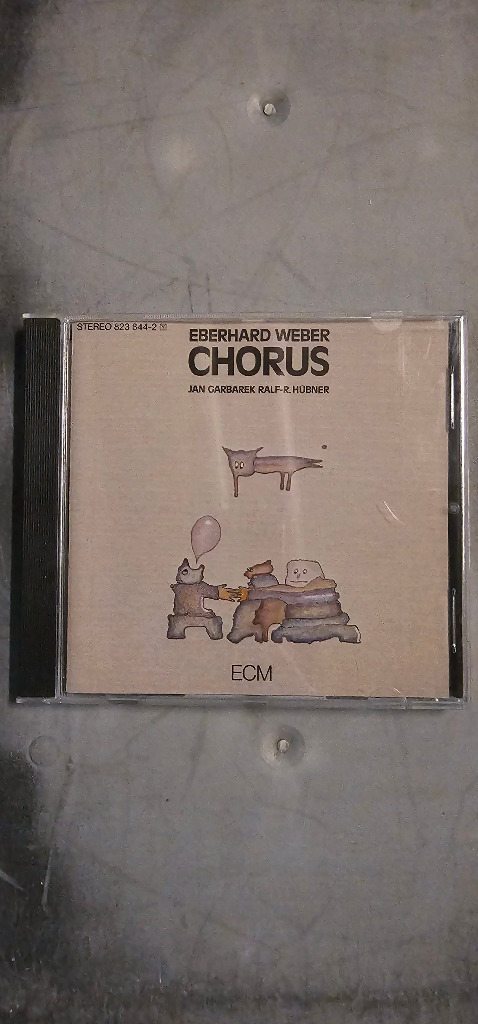 STEREO 823 844-2
EBERHARD WEBER
CHORUS
JAN GARBAREK RALF-R. HÜBNER
ECM